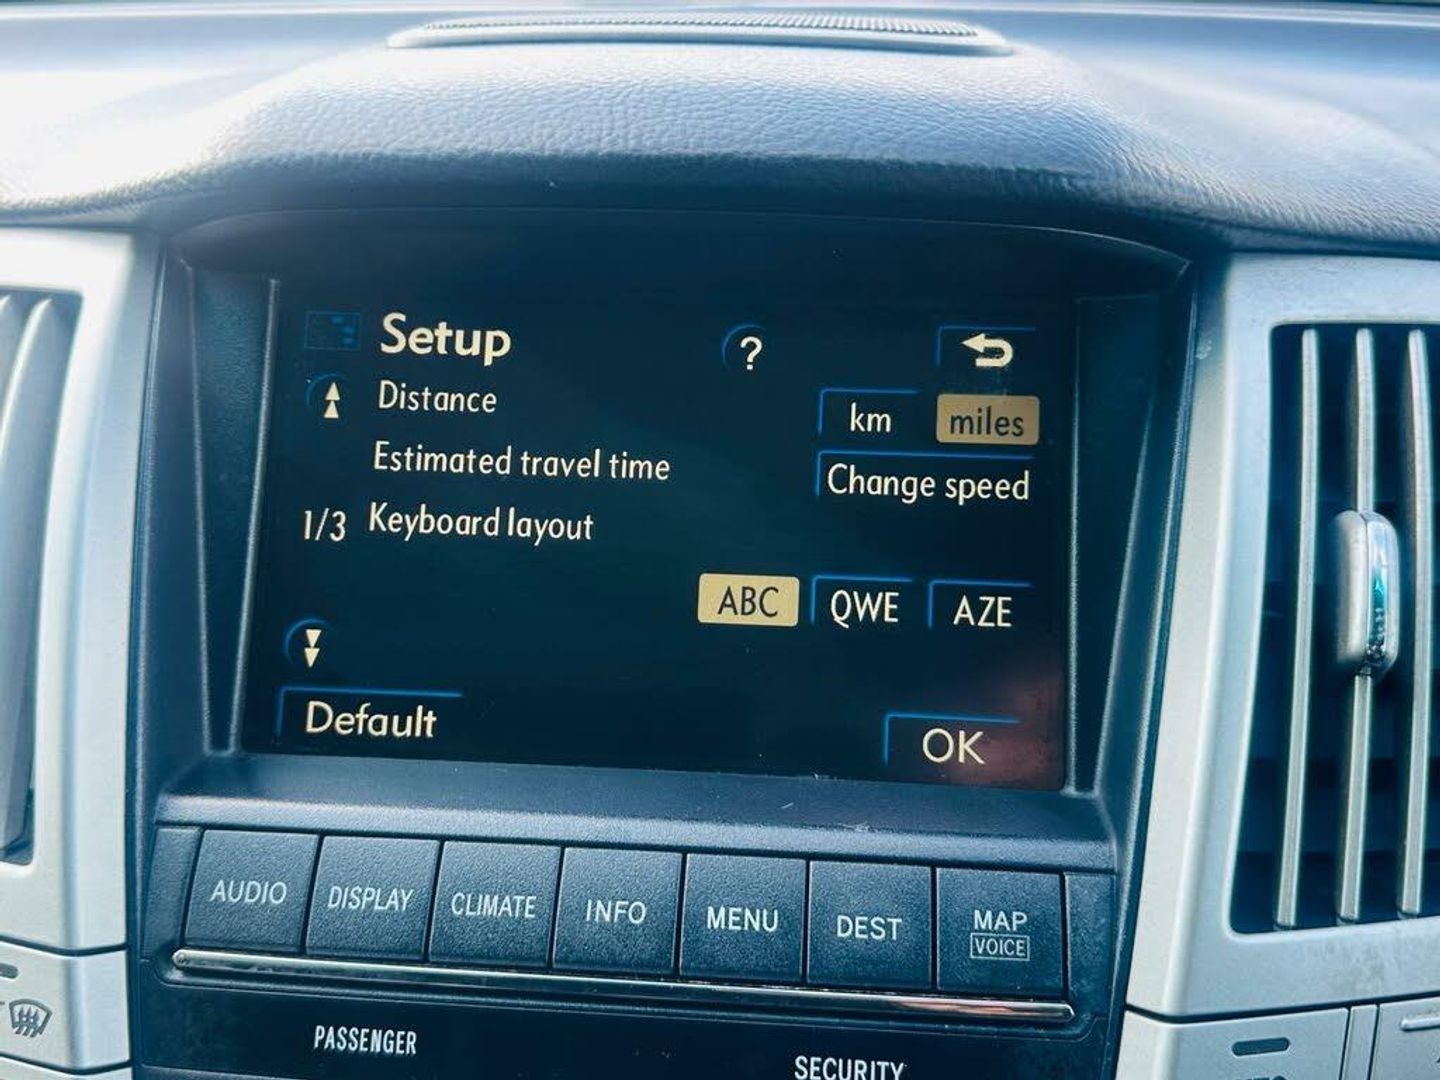 Setup
?
Distance
km
miles
Estimated travel time
Change speed
1/3
Keyboard layout
ABC
QWE
AZE
Default
OK
AUDIO
DISPLAY
CLIMATE
INFO
MENU
DEST
MAP
VOICE
PASSENGER
SECURITY